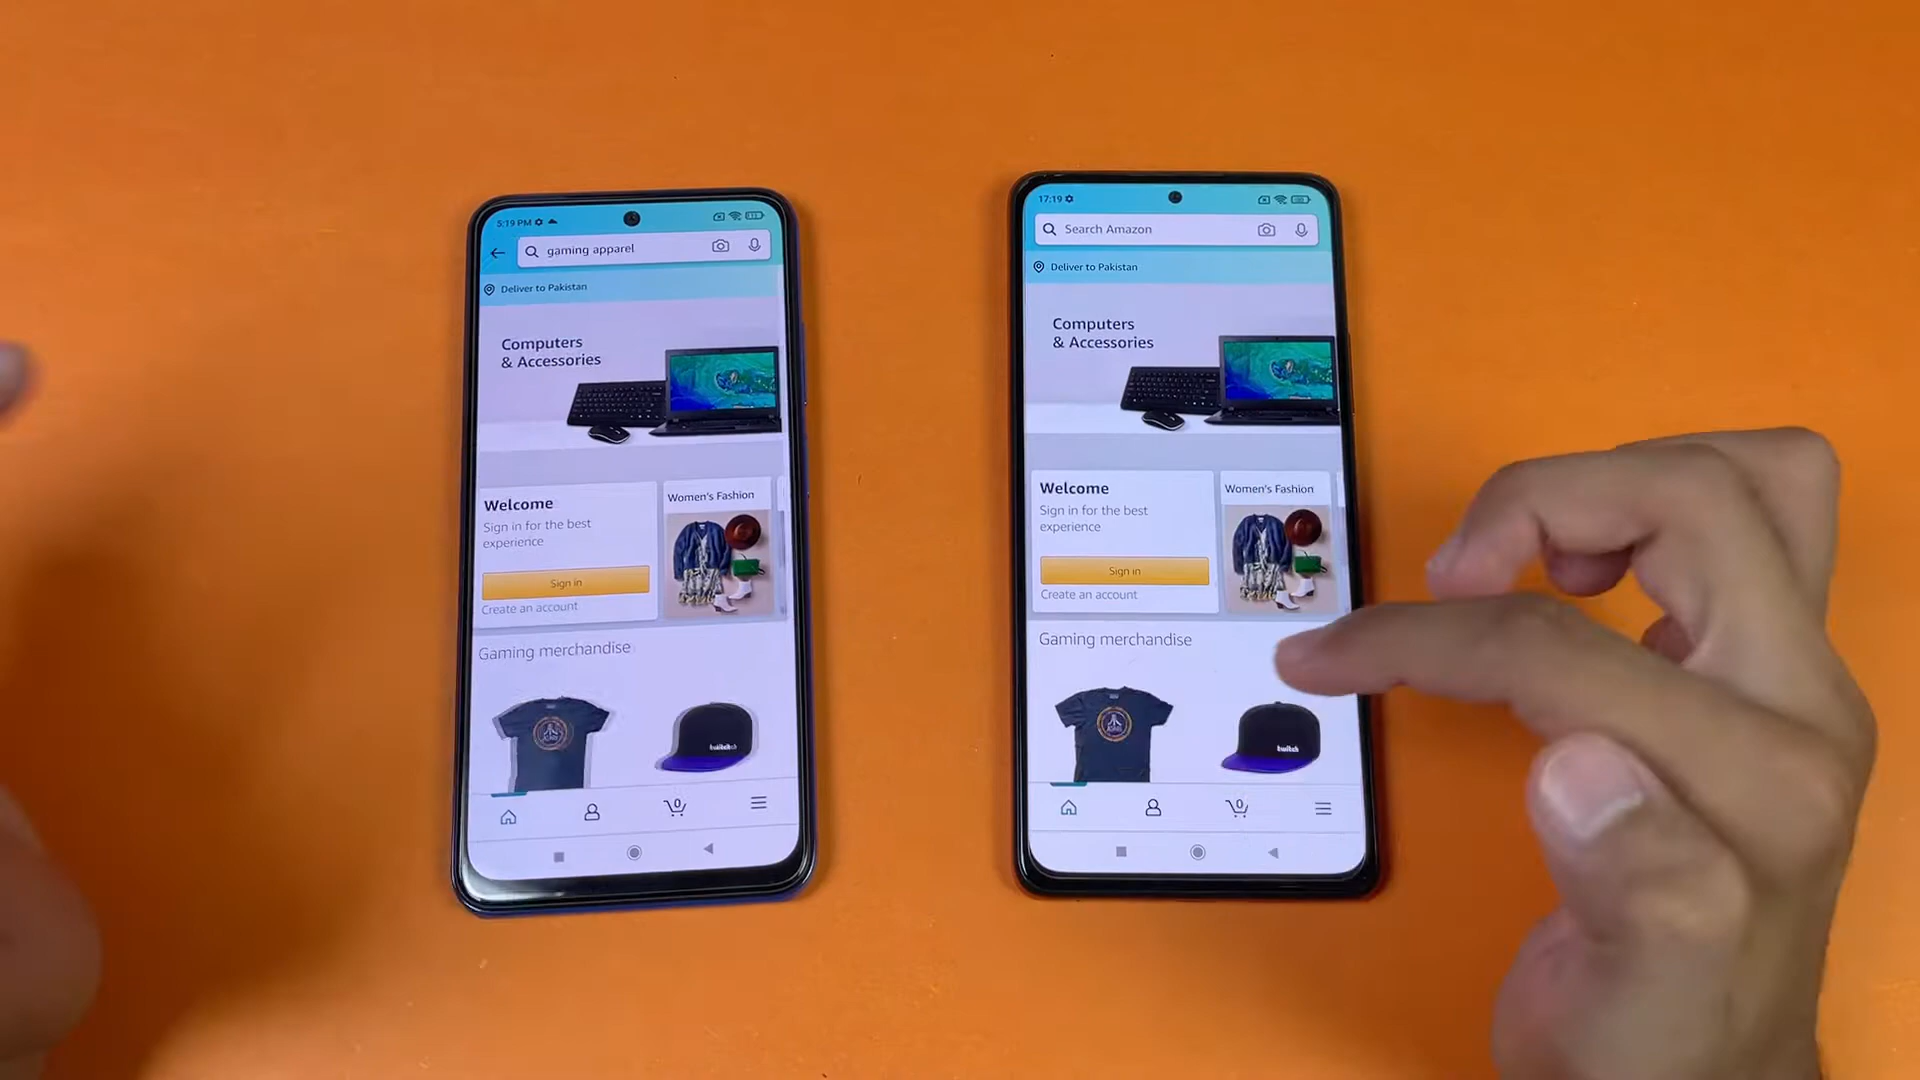 5:19 PM
gaming apparel
Deliver to Pakistan
Computers
& Accessories
Welcome
Sign in for the best
experience
Sign in
Create an account
Women's Fashion
Gaming merchandise
ATARI
0
17:19
Search Amazon
Deliver to Pakistan
Computers
& Accessories
Welcome
Sign in for the best
experience
Sign in
Create an account
Women's Fashion
Gaming merchandise
ATARI
twitch
0